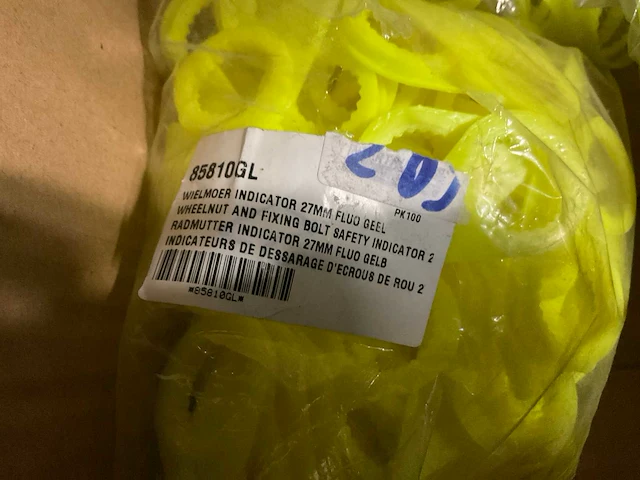 85810GL
WIELMOER INDICATOR 27MM FLUO GEEL PK100
WHEELNUT AND FIXING BOLT SAFETY INDICATOR 2
RADMUTTER INDICATOR 27MM FLUO GELB
INDICATEURS DE DESSARAGE D'ECROUS DE ROU 2
*85810GL*